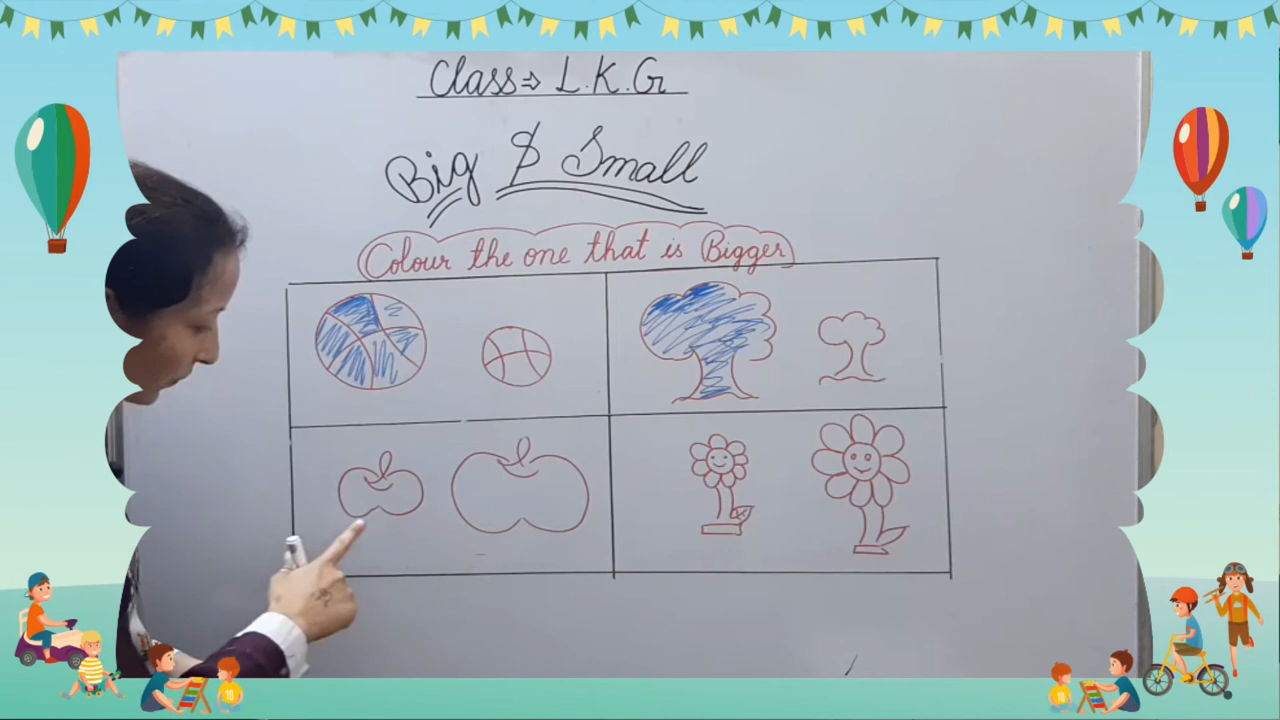 Class ⇒ L.K.G
Big & Small
Colour the one that is Bigger